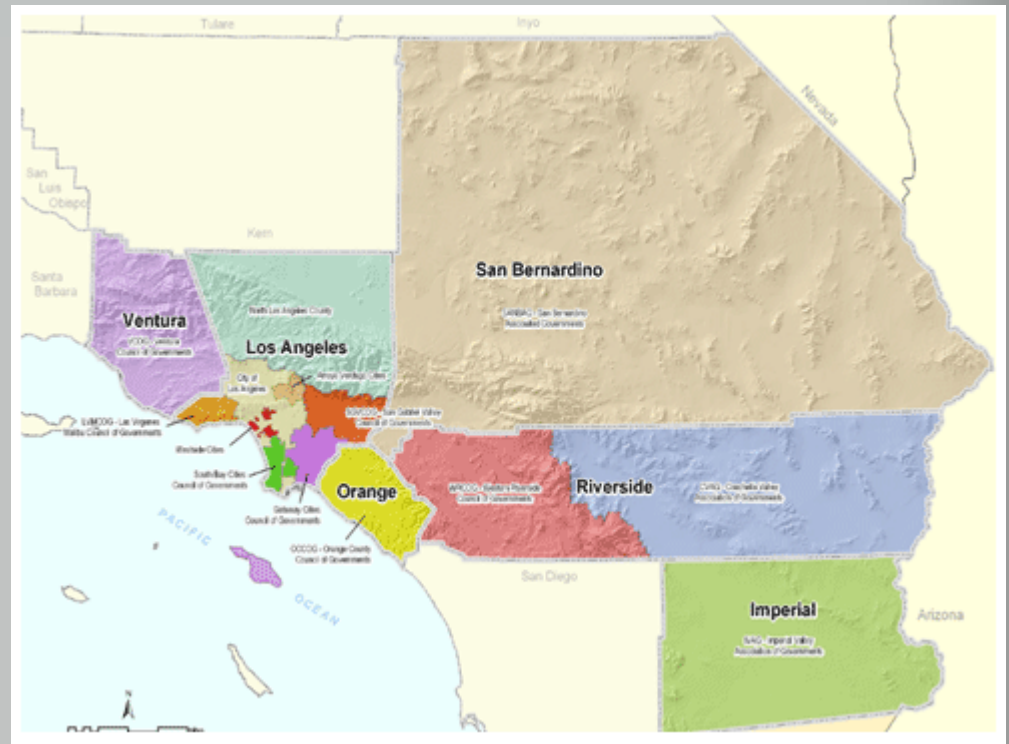 Tulare
Inyo
Nevada
San
Luis
Obispo
Kern
Santa
Barbara
San Bernardino
SANBAG - San Bernardino
Associated Governments
Ventura
VCOG - Ventura
Council of Governments
North Los Angeles County
Los Angeles
City of
Los Angeles
Arroyo Verdugo Cities
SGVCOG - San Gabriel Valley
Council of Governments
LVMCOG - Las Virgenes
Malibu Council of Governments
Westside Cities
South Bay Cities
Council of Governments
Gateway Cities
Council of Governments
Orange
OCCOG - Orange County
Council of Governments
WRCOG - Western Riverside
Council of Governments
Riverside
CVAG - Coachella Valley
Association of Governments
PACIFIC
OCEAN
San Diego
Imperial
IVAG - Imperial Valley
Association of Governments
Arizona
N